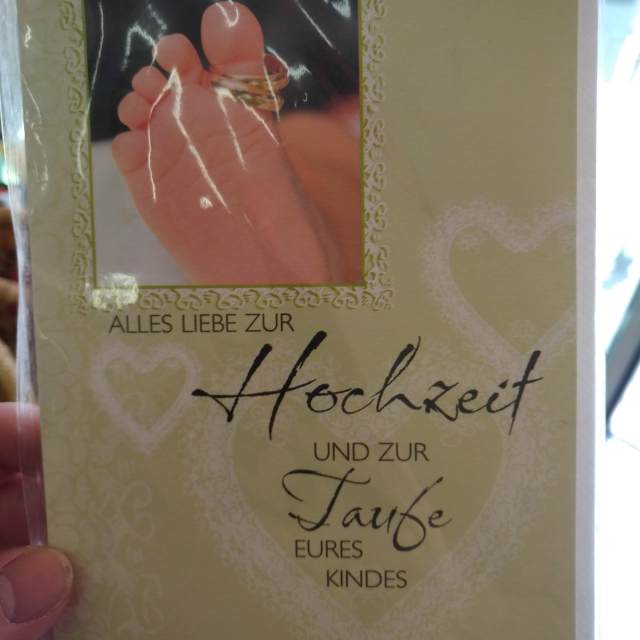 ALLES LIEBE ZUR
Hochzeit
UND ZUR
Taufe
EURES
KINDES